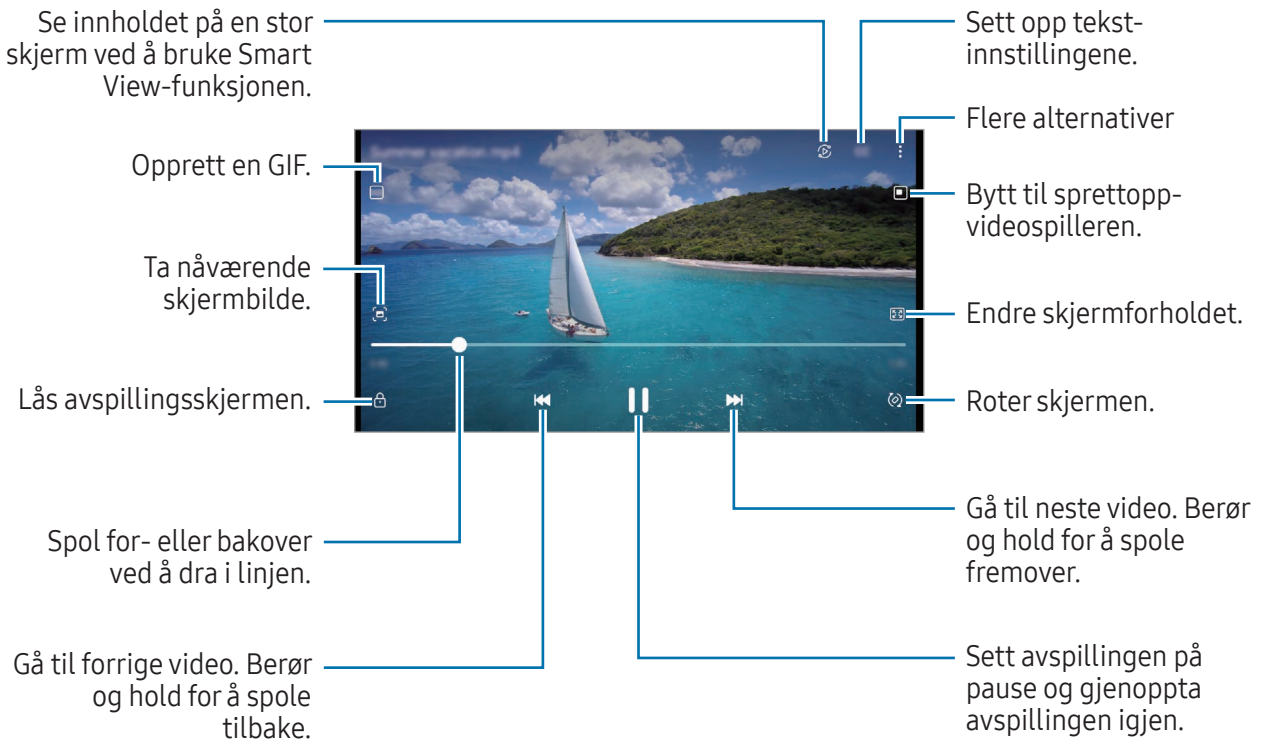 Se innholdet på en stor
skjerm ved å bruke Smart
View-funksjonen.
Opprett en GIF.
Ta nåværende
skjermbilde.
Lås avspillingsskjermen.
Spol for- eller bakover
ved å dra i linjen.
Gå til forrige video. Berør
og hold for å spole
tilbake.
Sett opp tekst-
innstillingene.
Flere alternativer
Bytt til sprettopp-
videospilleren.
Endre skjermforholdet.
Roter skjermen.
Gå til neste video. Berør
og hold for å spole
fremover.
Sett avspillingen på
pause og gjenoppta
avspillingen igjen.